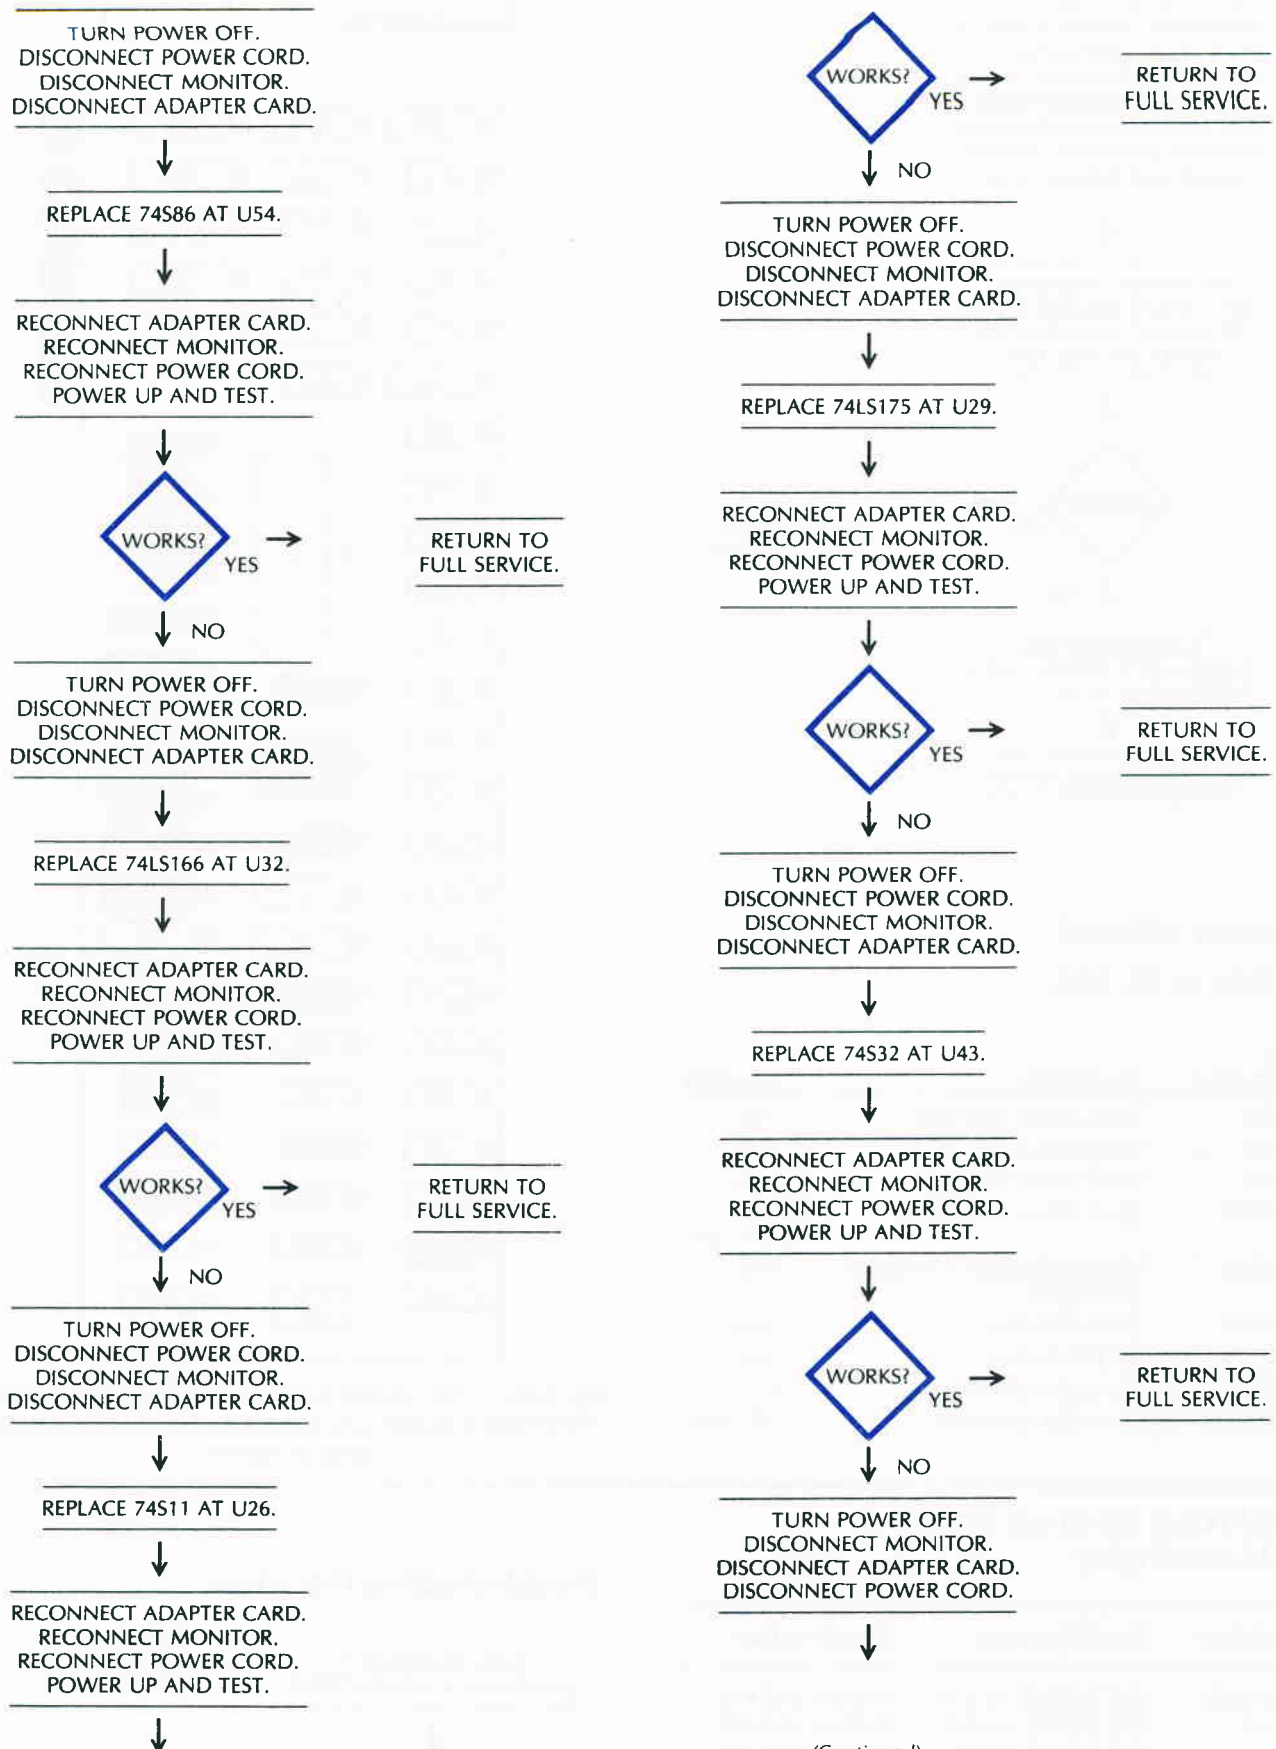 TURN POWER OFF.
DISCONNECT POWER CORD.
DISCONNECT MONITOR.
DISCONNECT ADAPTER CARD.
REPLACE 74S86 AT U54.
RECONNECT ADAPTER CARD.
RECONNECT MONITOR.
RECONNECT POWER CORD.
POWER UP AND TEST.
WORKS?
YES
RETURN TO
FULL SERVICE.
NO
TURN POWER OFF.
DISCONNECT POWER CORD.
DISCONNECT MONITOR.
DISCONNECT ADAPTER CARD.
REPLACE 74LS166 AT U32.
RECONNECT ADAPTER CARD.
RECONNECT MONITOR.
RECONNECT POWER CORD.
POWER UP AND TEST.
WORKS?
YES
RETURN TO
FULL SERVICE.
NO
TURN POWER OFF.
DISCONNECT POWER CORD.
DISCONNECT MONITOR.
DISCONNECT ADAPTER CARD.
REPLACE 74S11 AT U26.
RECONNECT ADAPTER CARD.
RECONNECT MONITOR.
RECONNECT POWER CORD.
POWER UP AND TEST.
WORKS?
YES
RETURN TO
FULL SERVICE.
NO
TURN POWER OFF.
DISCONNECT POWER CORD.
DISCONNECT MONITOR.
DISCONNECT ADAPTER CARD.
REPLACE 74LS175 AT U29.
RECONNECT ADAPTER CARD.
RECONNECT MONITOR.
RECONNECT POWER CORD.
POWER UP AND TEST.
WORKS?
YES
RETURN TO
FULL SERVICE.
NO
TURN POWER OFF.
DISCONNECT POWER CORD.
DISCONNECT MONITOR.
DISCONNECT ADAPTER CARD.
REPLACE 74S32 AT U43.
RECONNECT ADAPTER CARD.
RECONNECT MONITOR.
RECONNECT POWER CORD.
POWER UP AND TEST.
WORKS?
YES
RETURN TO
FULL SERVICE.
NO
TURN POWER OFF.
DISCONNECT MONITOR.
DISCONNECT ADAPTER CARD.
DISCONNECT POWER CORD.